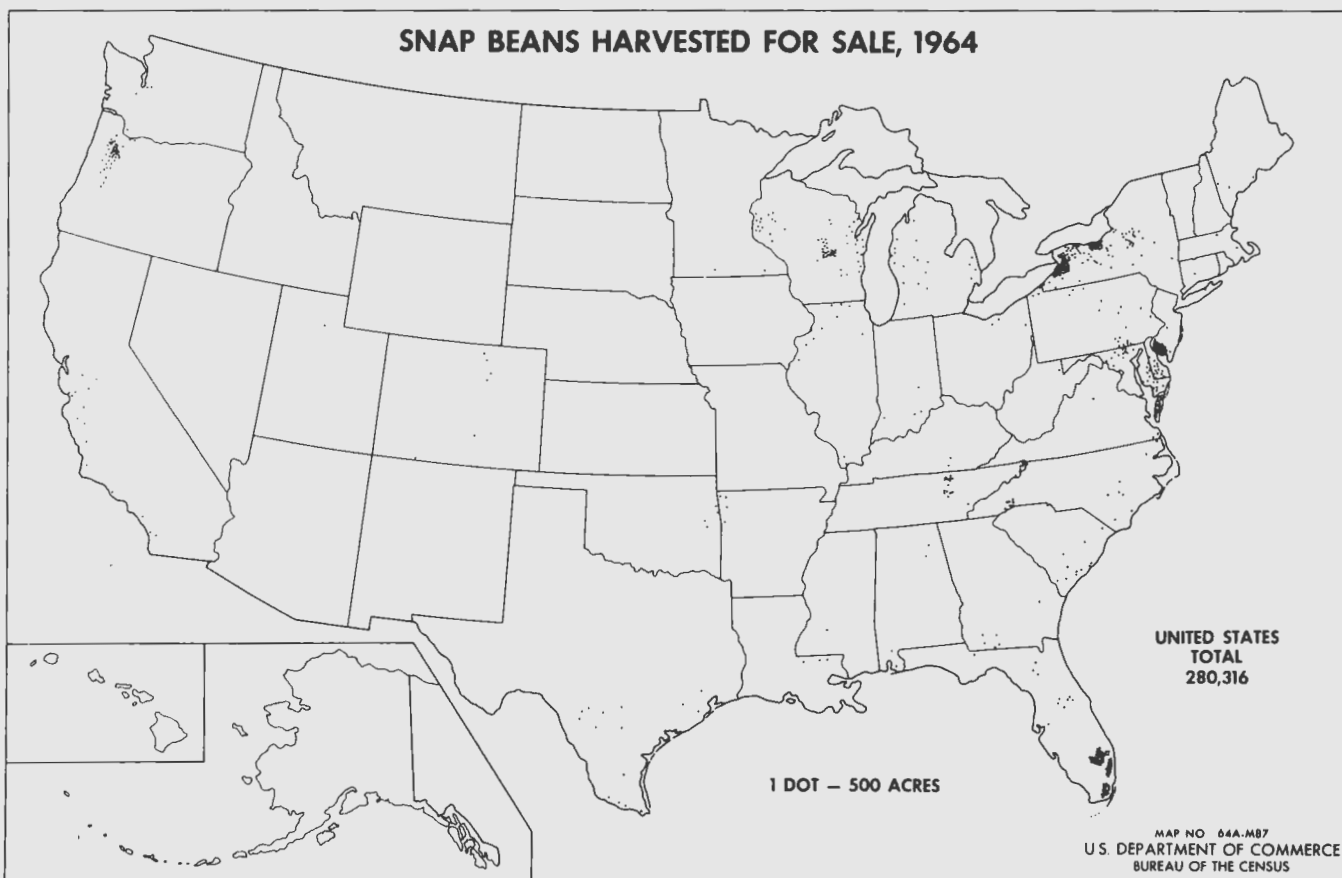 SNAP BEANS HARVESTED FOR SALE, 1964
UNITED STATES
TOTAL
280,316
1 DOT — 500 ACRES
MAP NO 64A-M87
U.S. DEPARTMENT OF COMMERCE
BUREAU OF THE CENSUS